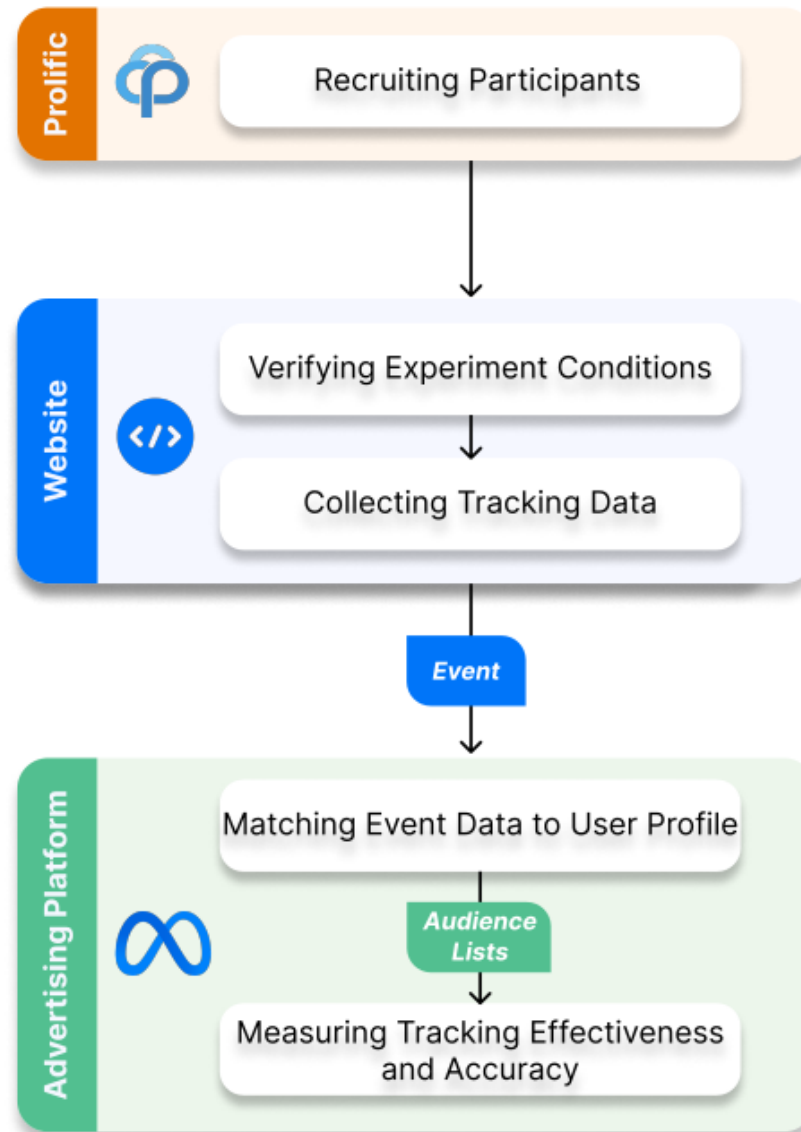 Prolific
Recruiting Participants
Website
Verifying Experiment Conditions
</>
Collecting Tracking Data
Event
Advertising Platform
Matching Event Data to User Profile
Audience
Lists
Measuring Tracking Effectiveness
and Accuracy